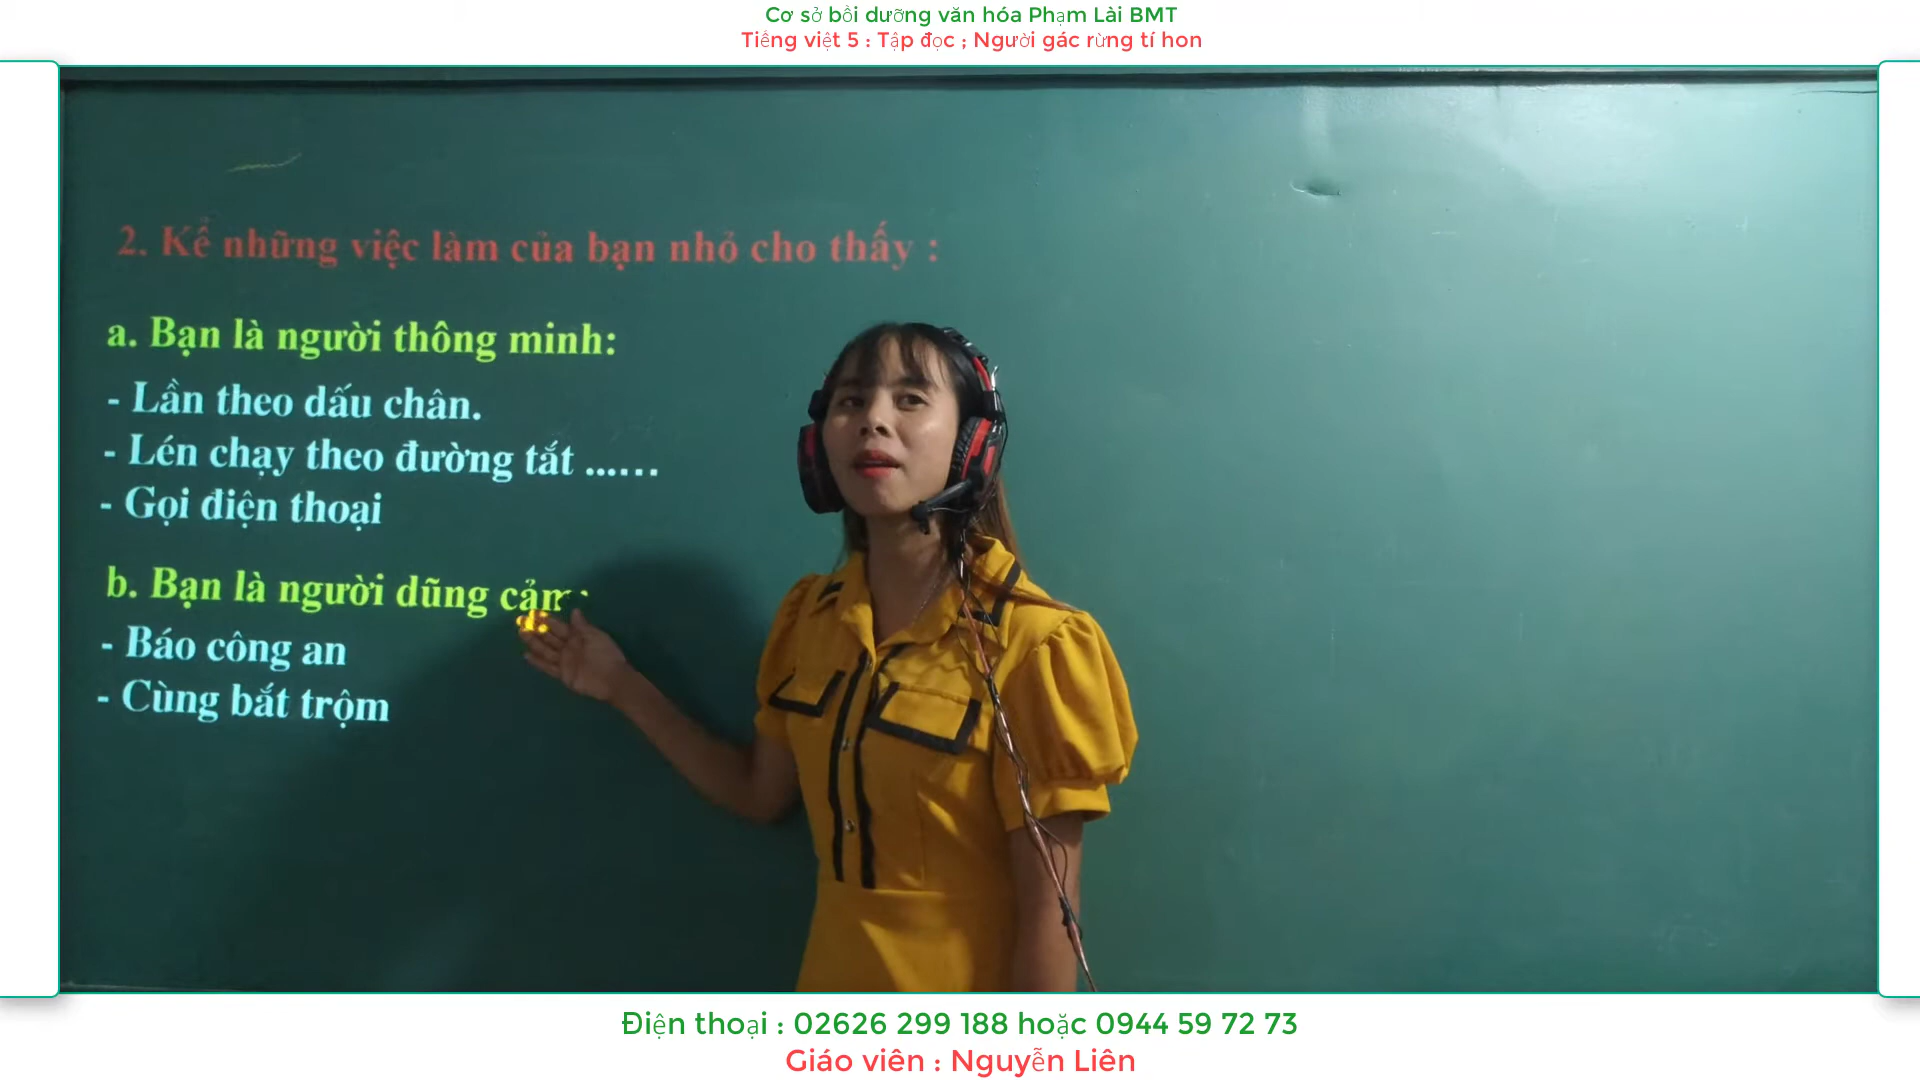 Cơ sở bồi dưỡng văn hóa Phạm Lài BMT
Tiếng việt 5 : Tập đọc ; Người gác rừng tí hon
2. Kể những việc làm của bạn nhỏ cho thấy :
a. Bạn là người thông minh:
- Lần theo dấu chân.
- Lén chạy theo đường tắt ......
- Gọi điện thoại
b. Bạn là người dũng cảm:
- Báo công an
- Cùng bắt trộm
Điện thoại : 02626 299 188 hoặc 0944 59 72 73
Giáo viên : Nguyễn Liên